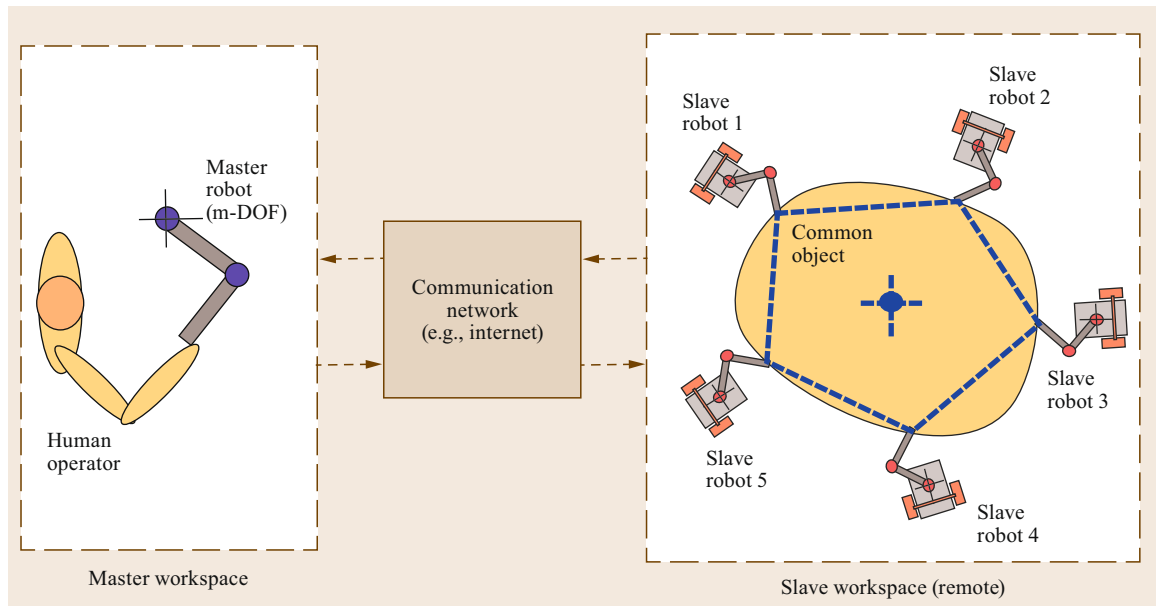 Master
robot
(m-DOF)
Human
operator
Master workspace
Communication
network
(e.g., internet)
Slave
robot 1
Slave
robot 2
Common
object
Slave
robot 3
Slave
robot 5
Slave
robot 4
Slave workspace (remote)